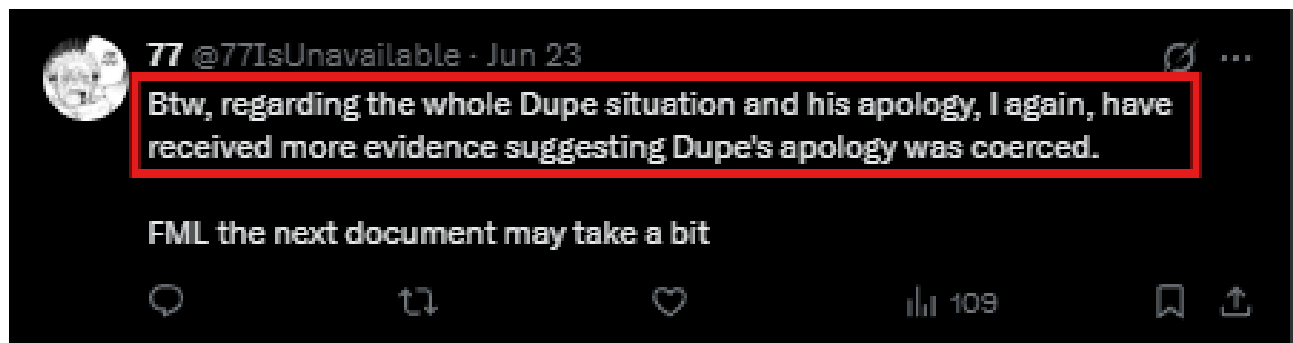 77 @77IsUnavailable · Jun 23
Btw, regarding the whole Dupe situation and his apology, I again, have
received more evidence suggesting Dupe's apology was coerced.
FML the next document may take a bit
109